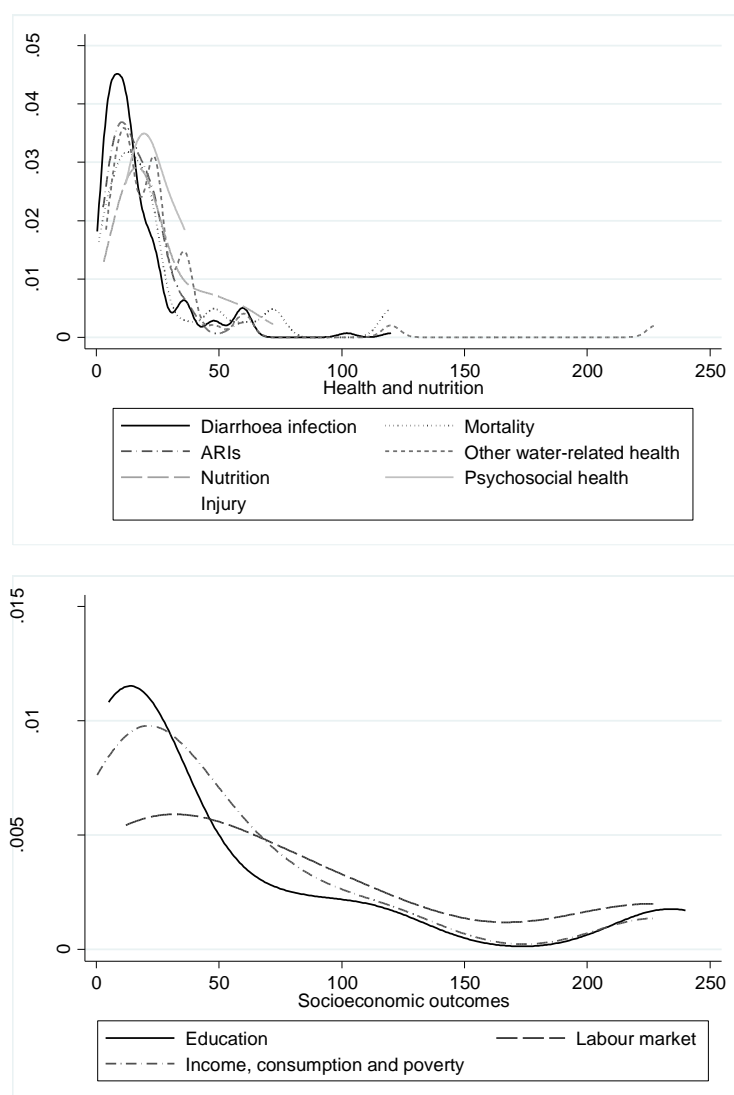 .05
.04
.03
.02
.01
0
0 50 100 150 200 250
Health and nutrition
Diarrhoea infection Mortality
ARIs Other water-related health
Nutrition Psychosocial health
Injury
.015
.01
.005
0
0 50 100 150 200 250
Socioeconomic outcomes
Education Labour market
Income, consumption and poverty